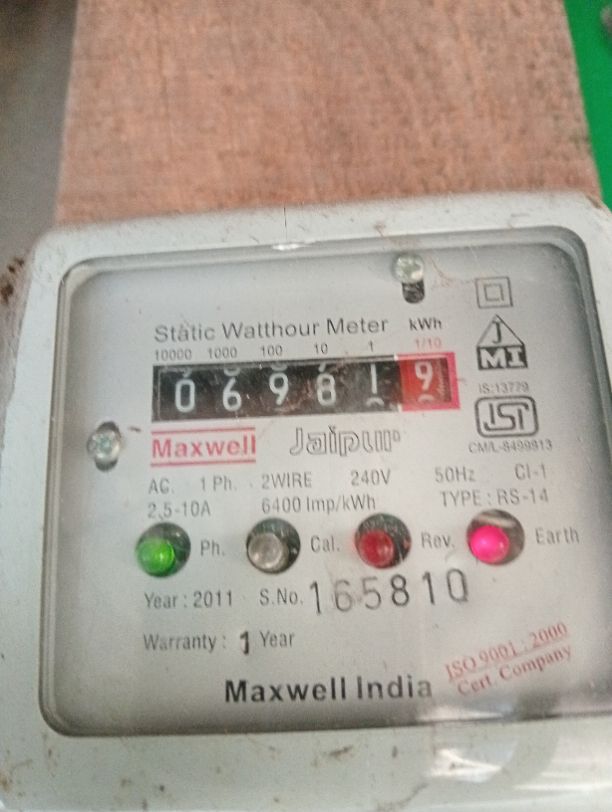 Static Watthour Meter kWh
10000 1000 100 10 1 1/10
0 6 9 8 1 9
J
MI
IS:13779
ISI
CM/L-8499913
Maxwell Jaipur
AC. 1 Ph. 2WIRE 240V 50Hz Cl-1
2.5-10A 6400 Imp/kWh TYPE : RS-14
Ph. Cal. Rev. Earth
Year : 2011 S.No. 165810
Warranty : 1 Year
ISO 9001 : 2000
Cert. Company
Maxwell India